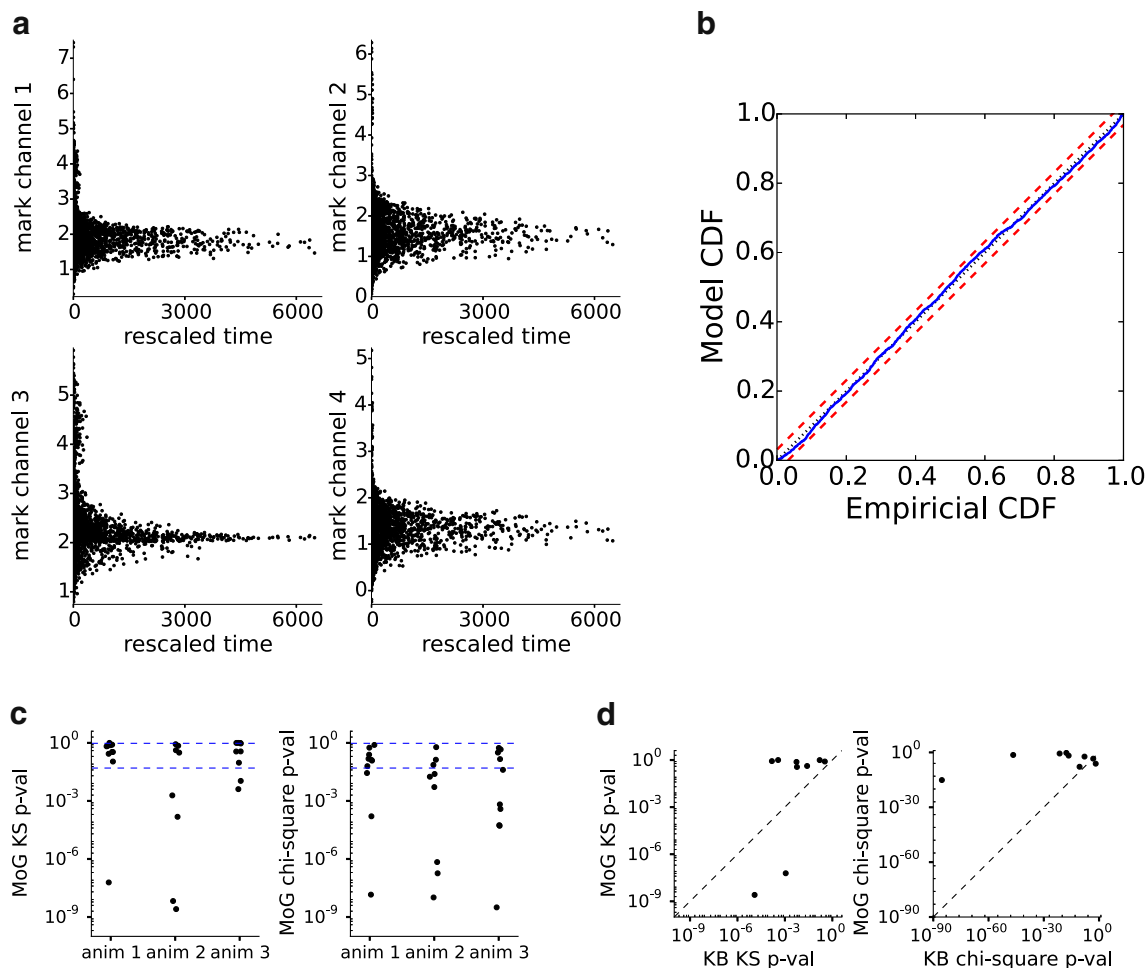 a
mark channel 1
7
6
5
4
3
2
1
0 3000 6000
rescaled time
mark channel 2
6
5
4
3
2
1
0
0 3000 6000
rescaled time
mark channel 3
5
4
3
2
1
0 3000 6000
rescaled time
mark channel 4
5
4
3
2
1
0
0 3000 6000
rescaled time
b
Model CDF
1.0
0.8
0.6
0.4
0.2
0.0
0.0 0.2 0.4 0.6 0.8 1.0
Empiricial CDF
c
MoG KS p-val
10^0
10^-3
10^-6
10^-9
anim 1 anim 2 anim 3
MoG chi-square p-val
10^0
10^-3
10^-6
10^-9
anim 1 anim 2 anim 3
d
MoG KS p-val
10^0
10^-3
10^-6
10^-9
10^-9 10^-6 10^-3 10^0
KB KS p-val
MoG chi-square p-val
10^0
10^-30
10^-60
10^-90
10^-90 10^-60 10^-30 10^0
KB chi-square p-val